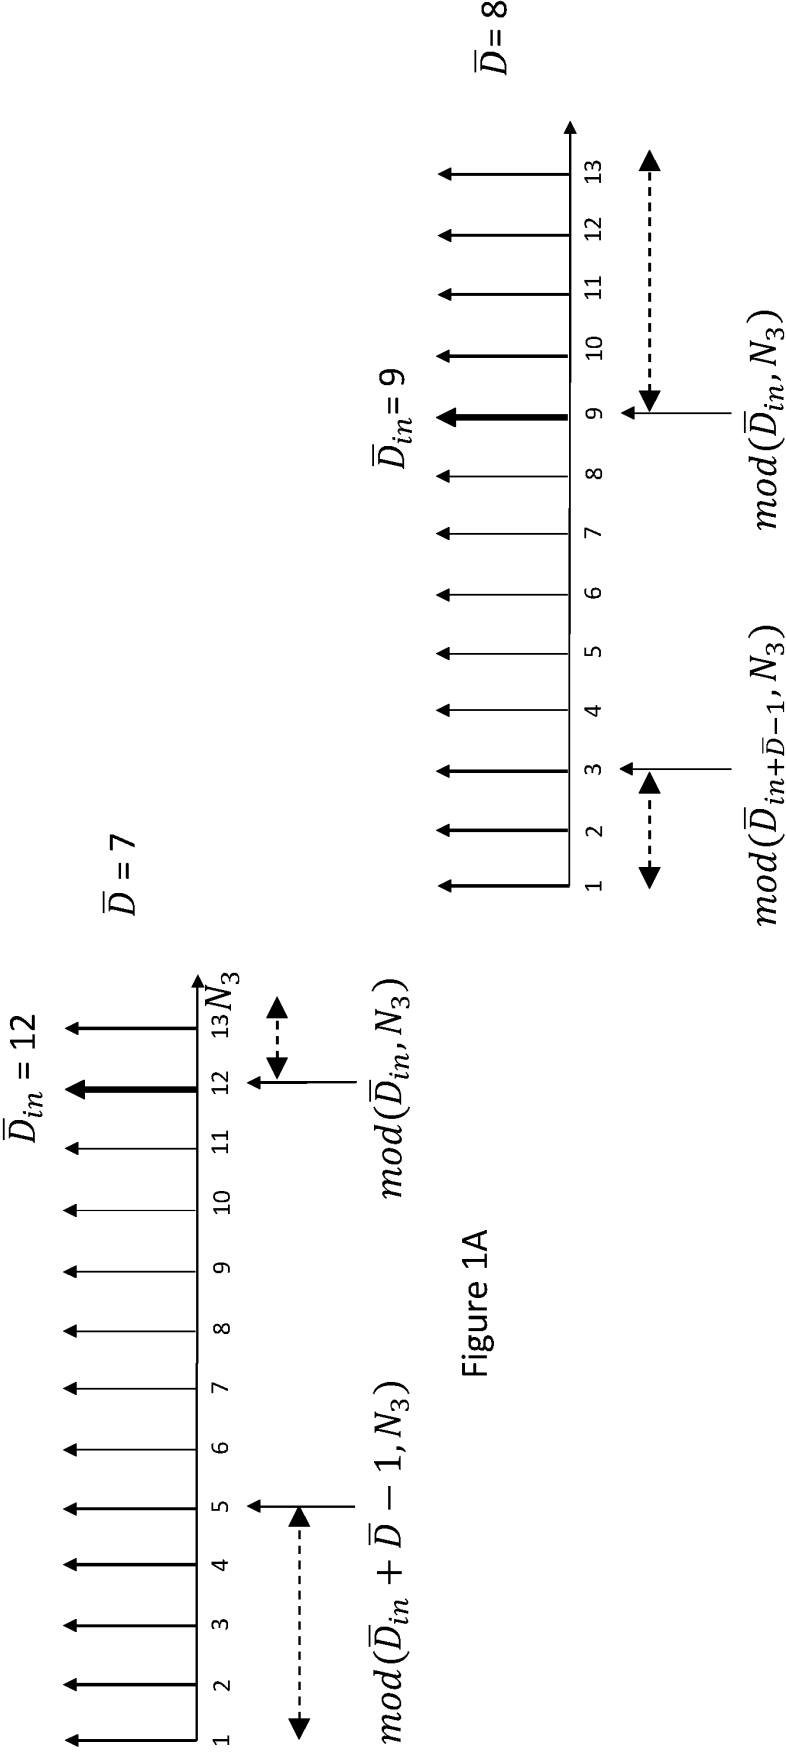 D̅in = 12
D̅ = 7
1 2 3 4 5 6 7 8 9 10 11 12 13 N3
mod(D̅in + D̅ − 1, N3) mod(D̅in, N3)
Figure 1A
D̅in = 9
D̅ = 8
1 2 3 4 5 6 7 8 9 10 11 12 13
mod(D̅in+D̅−1, N3) mod(D̅in, N3)